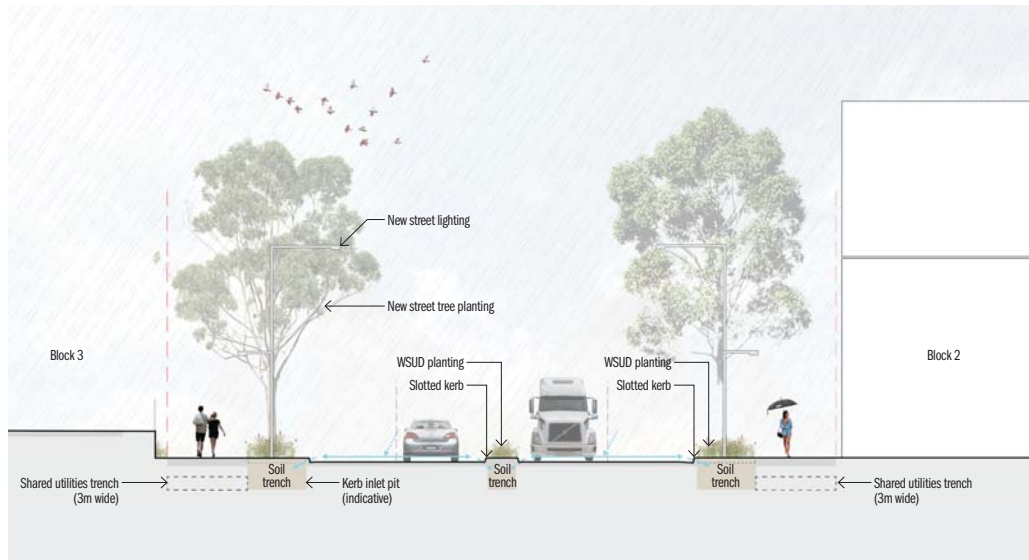 New street lighting
New street tree planting
Block 3
WSUD planting
Slotted kerb
WSUD planting
Slotted kerb
Block 2
Soil
trench
Soil
trench
Soil
trench
Shared utilities trench
(3m wide)
Kerb inlet pit
(indicative)
Shared utilities trench
(3m wide)